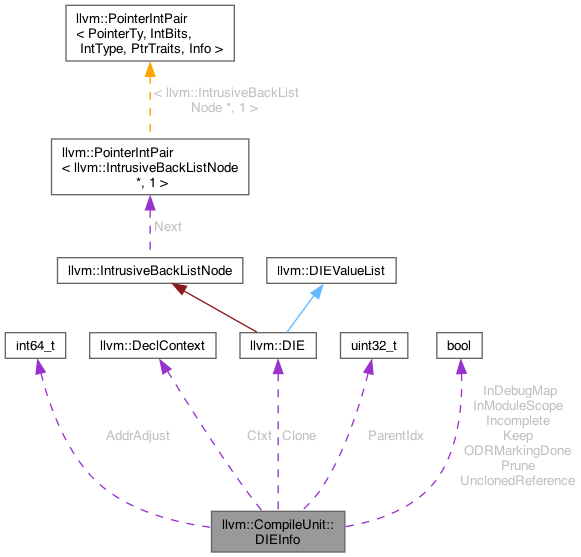 llvm::PointerIntPair
< PointerTy, IntBits,
IntType, PtrTraits, Info >
< llvm::IntrusiveBackList
Node *, 1 >
llvm::PointerIntPair
< llvm::IntrusiveBackListNode
*, 1 >
Next
llvm::IntrusiveBackListNode
llvm::DIEValueList
int64_t
llvm::DeclContext
llvm::DIE
uint32_t
bool
AddrAdjust
Ctxt
Clone
ParentIdx
InDebugMap
InModuleScope
Incomplete
Keep
ODRMarkingDone
Prune
UnclonedReference
llvm::CompileUnit::
DIEInfo